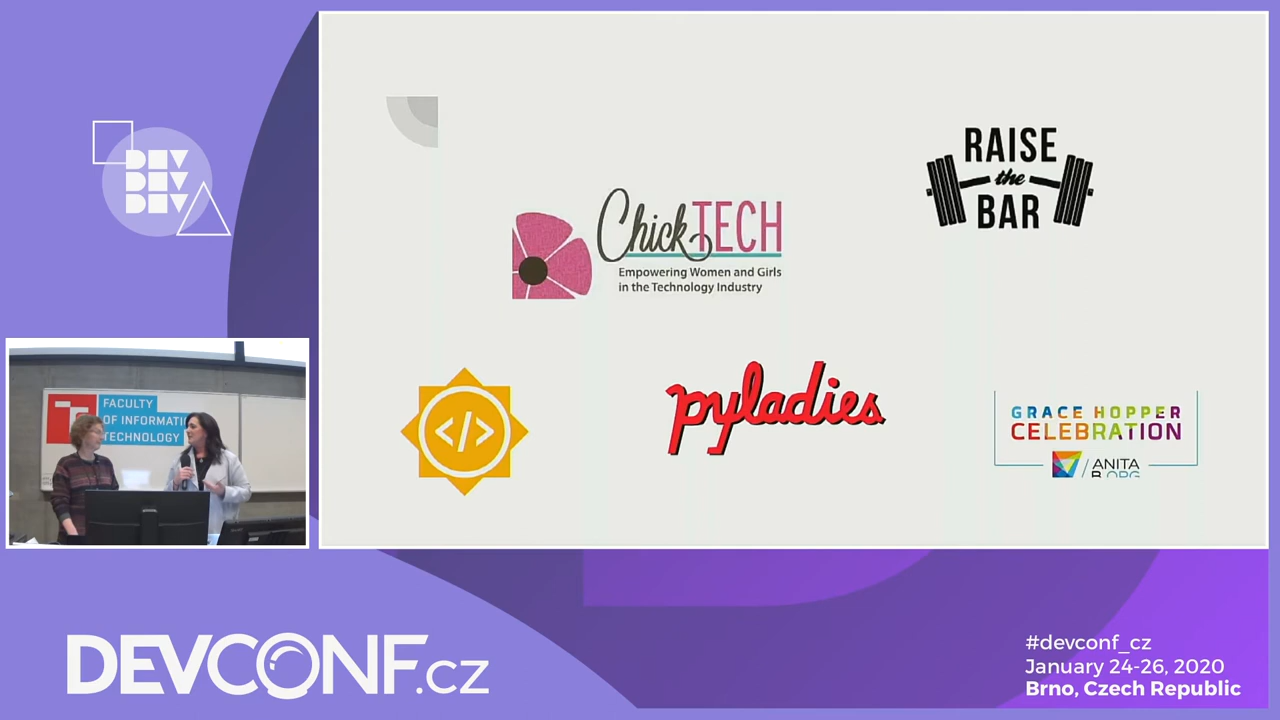 DEV
DEV
DEV
RAISE
the
BAR
ChickTECH
Empowering Women and Girls
in the Technology Industry
</>
pyladies
GRACE HOPPER
CELEBRATION
ANITA
B.ORG
FACULTY
OF INFORMATI
TECHNOLOGY
DEVCONF.cz
#devconf_cz
January 24-26, 2020
Brno, Czech Republic